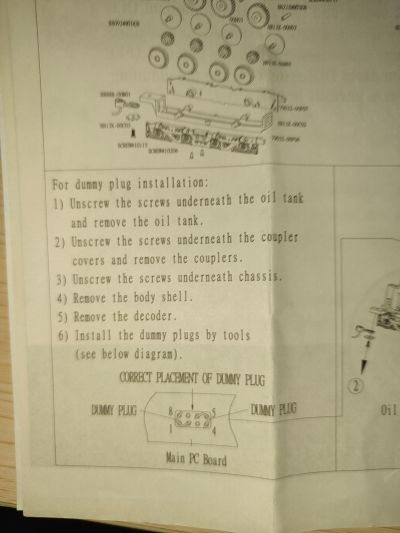 For dummy plug installation:
1) Unscrew the screws underneath the oil tank
and remove the oil tank.
2) Unscrew the screws underneath the coupler
covers and remove the couplers.
3) Unscrew the screws underneath chassis.
4) Remove the body shell.
5) Remove the decoder.
6) Install the dummy plugs by tools
(see below diagram).
CORRECT PLACEMENT OF DUMMY PLUG
DUMMY PLUG 8 5 DUMMY PLUG
1 4
Main PC Board
2
Oil